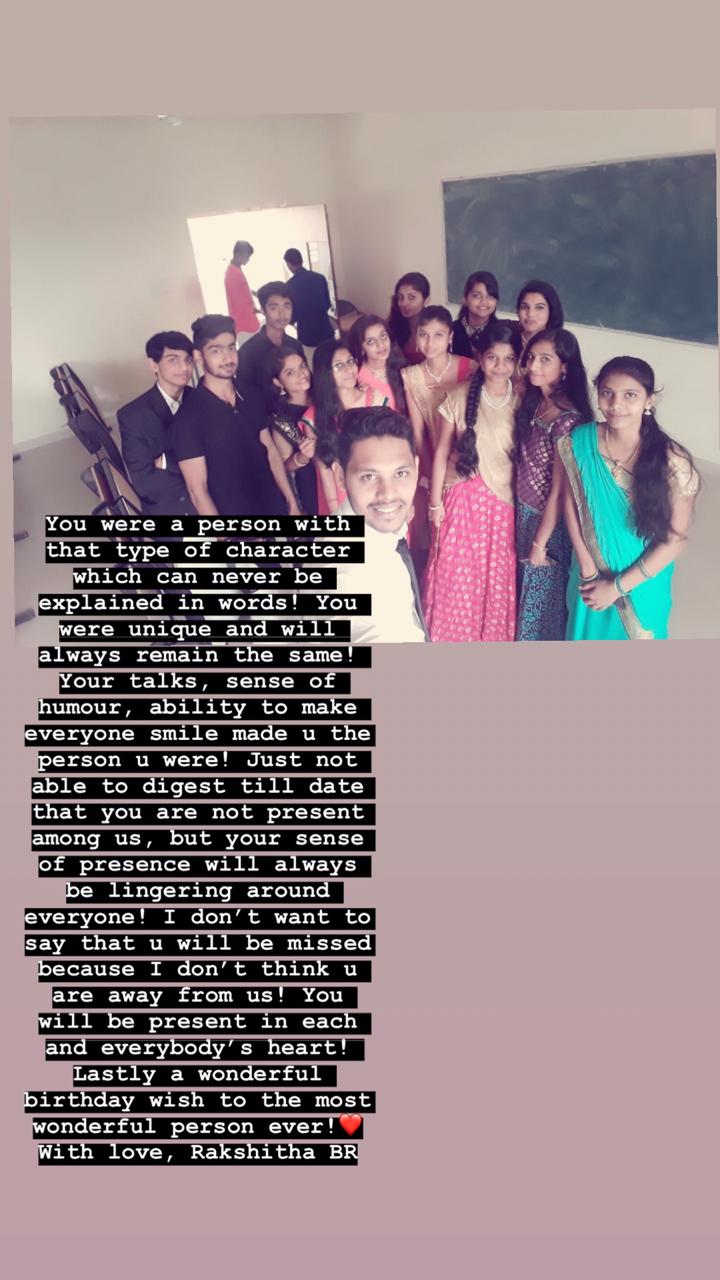 You were a person with
that type of character
which can never be
explained in words! You
were unique and will
always remain the same!
Your talks, sense of
humour, ability to make
everyone smile made u the
person u were! Just not
able to digest till date
that you are not present
among us, but your sense
of presence will always
be lingering around
everyone! I don’t want to
say that u will be missed
because I don’t think u
are away from us! You
will be present in each
and everybody’s heart!
Lastly a wonderful
birthday wish to the most
wonderful person ever!❤️
With love, Rakshitha BR